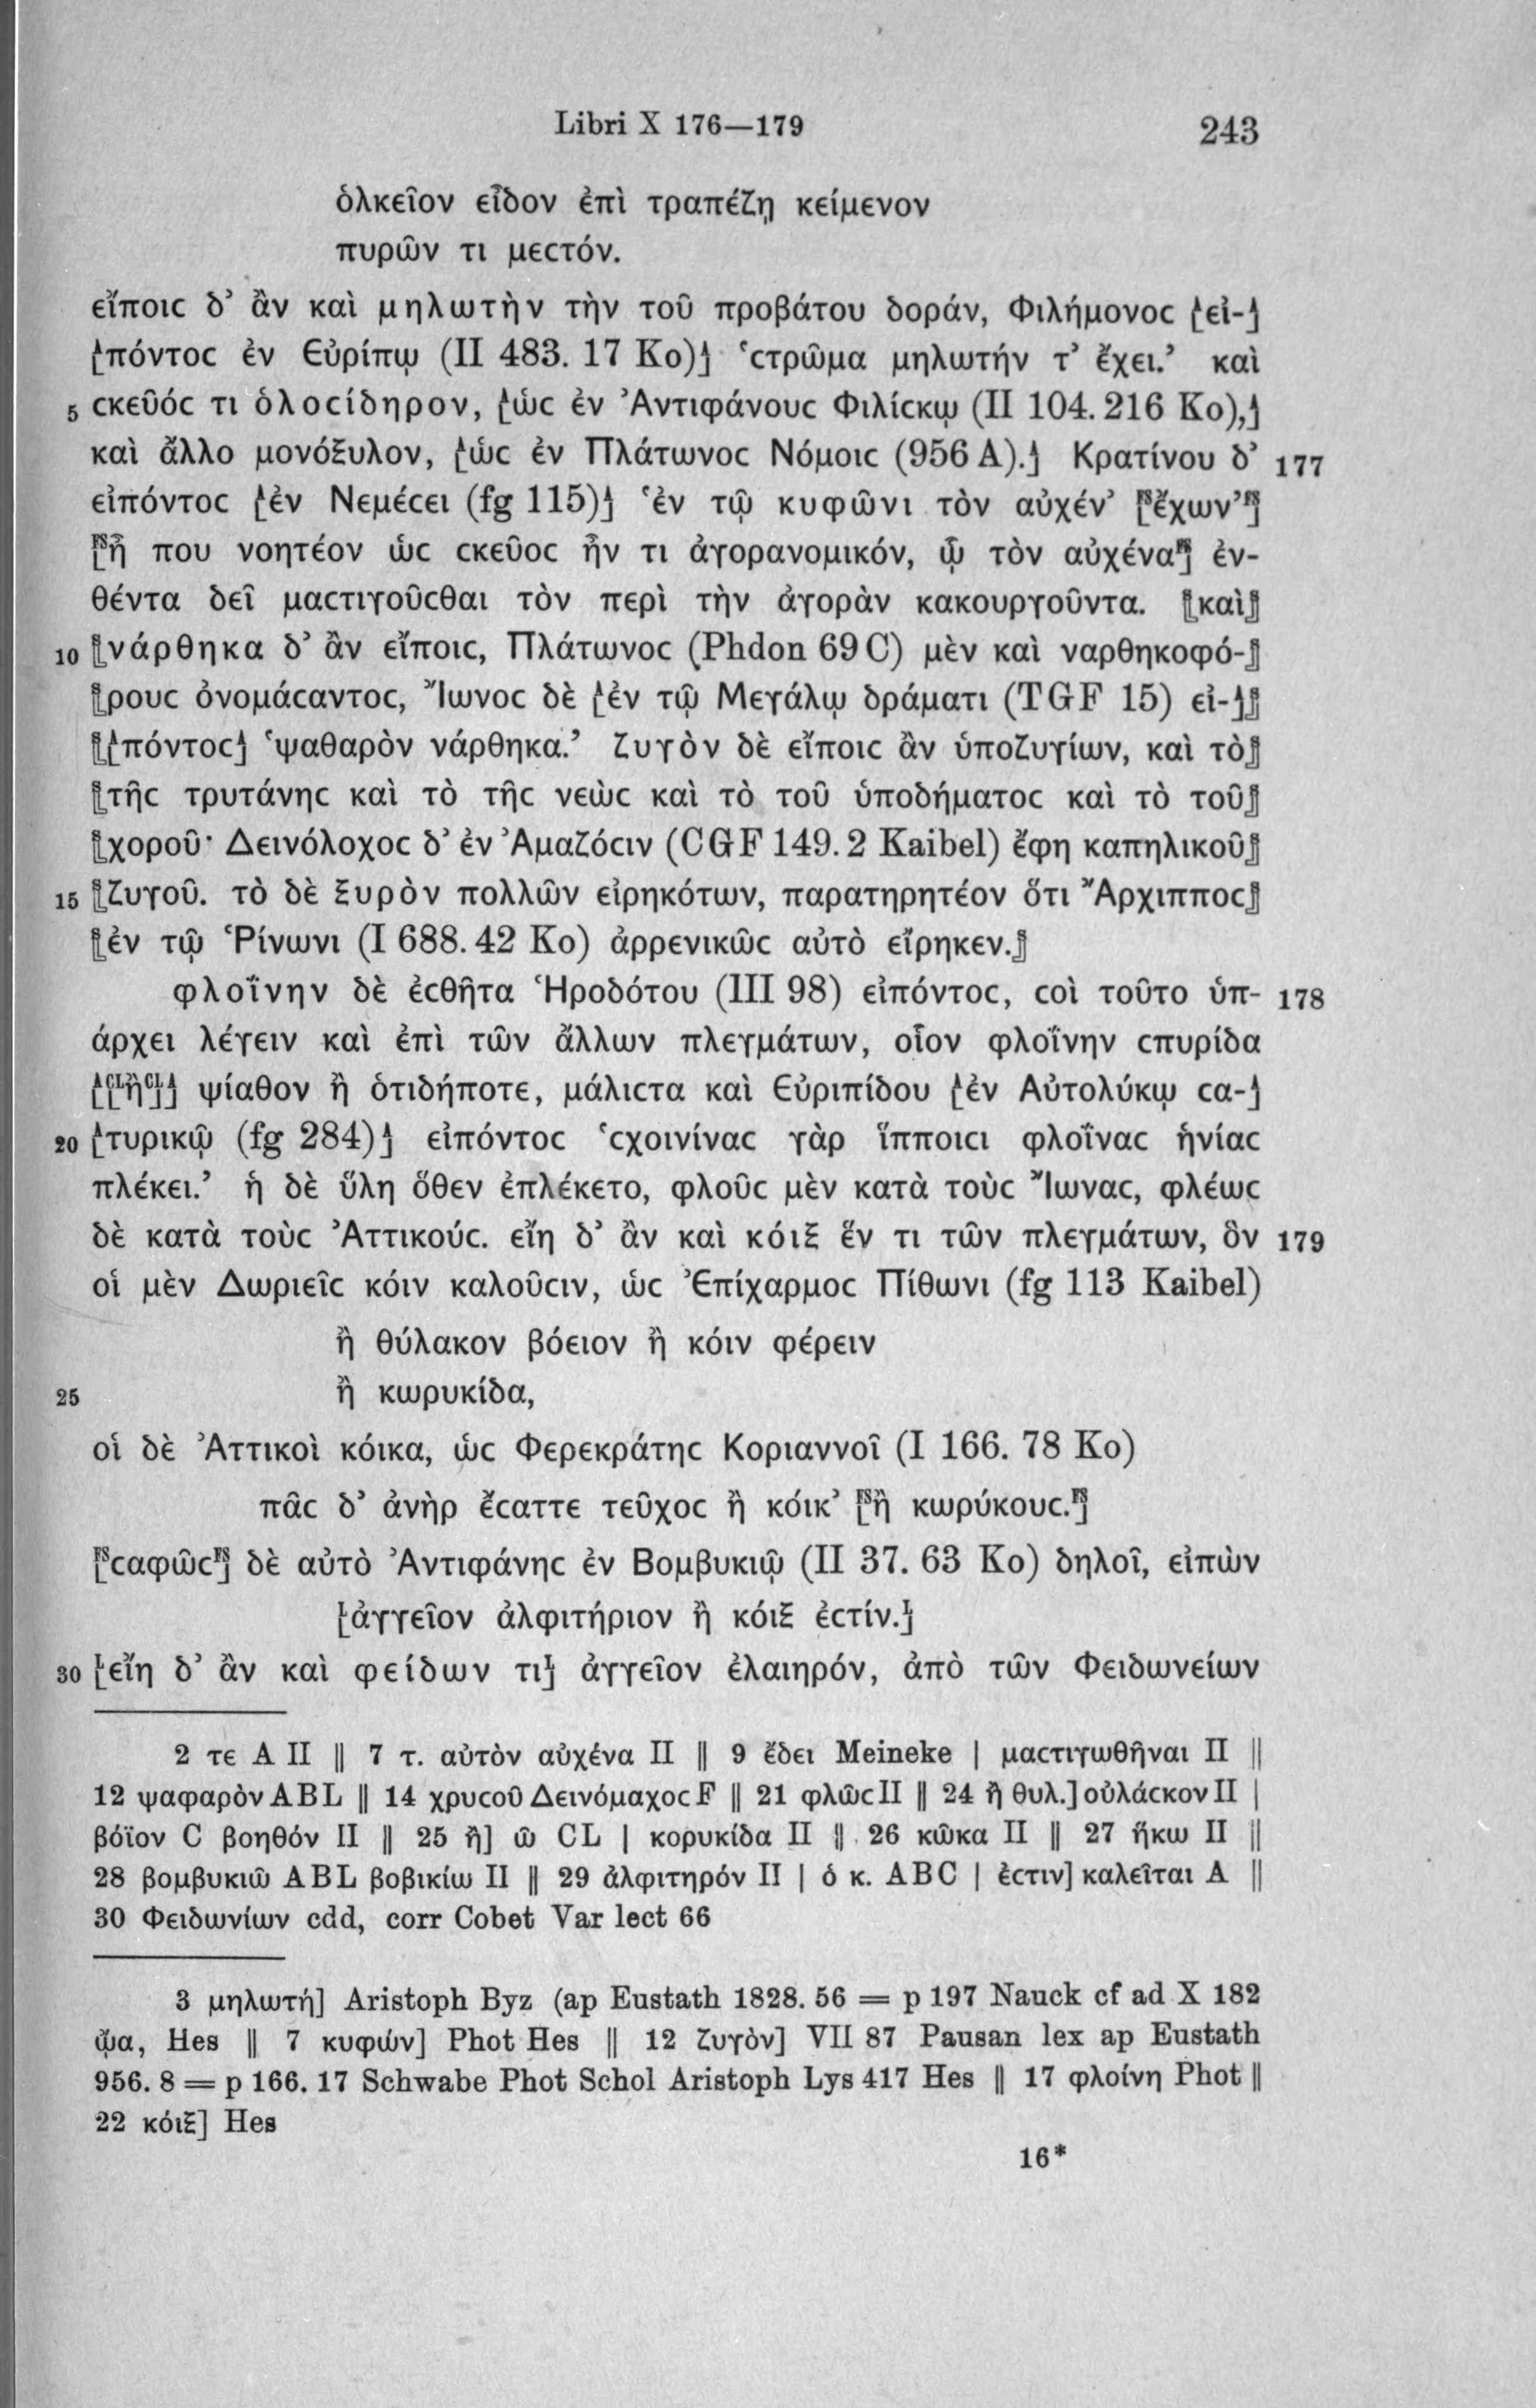 Libri X 176—179 243
ὁλκεῖον εἶδον ἐπὶ τραπέζῃ κείμενον
πυρῶν τι μεϲτόν.
εἴποιϲ δ’ ἂν καὶ μηλωτὴν τὴν τοῦ προβάτου δοράν, Φιλήμονοϲ [εἰ-]
[πόντοϲ ἐν Εὐρίπῳ (II 483. 17 Ko)] ‘ϲτρῶμα μηλωτήν τ’ ἔχει.’ καὶ
5 ϲκεῦόϲ τι ὁλοϲίδηρον, [ὡϲ ἐν Ἀντιφάνουϲ Φιλίϲκῳ (II 104. 216 Ko),]
καὶ ἄλλο μονόξυλον, [ὡϲ ἐν Πλάτωνοϲ Νόμοιϲ (956 A).] Κρατίνου δ’ 177
εἰπόντοϲ [ἐν Νεμέϲει (fg 115)] ‘ἐν τῷ κυφῶνι τὸν αὐχέν’ [ἔχων’]
[ἦ που νοητέον ὡϲ ϲκεῦοϲ ἦν τι ἀγορανομικόν, ᾧ τὸν αὐχένα] ἐν-
θέντα δεῖ μαϲτιγοῦϲθαι τὸν περὶ τὴν ἀγορὰν κακουργοῦντα. ⟦καὶ⟧
10 ⟦νάρθηκα δ’ ἂν εἴποιϲ, Πλάτωνοϲ (Phdon 69 C) μὲν καὶ ναρθηκοφό-⟧
⟦ρουϲ ὀνομάϲαντοϲ, Ἴωνοϲ δὲ [ἐν τῷ Μεγάλῳ δράματι (TGF 15) εἰ-]⟧
⟦[πόντοϲ] ‘ψαθαρὸν νάρθηκα.’ ζυγὸν δὲ εἴποιϲ ἂν ὑποζυγίων, καὶ τὸ⟧
⟦τῆϲ τρυτάνηϲ καὶ τὸ τῆϲ νεὼϲ καὶ τὸ τοῦ ὑποδήματοϲ καὶ τὸ τοῦ⟧
⟦χοροῦ· Δεινόλοχοϲ δ’ ἐν Ἀμαζόϲιν (CGF 149. 2 Kaibel) ἔφη καπηλικοῦ⟧
15 ⟦ζυγοῦ. τὸ δὲ ξυρὸν πολλῶν εἰρηκότων, παρατηρητέον ὅτι Ἄρχιπποϲ⟧
⟦ἐν τῷ Ῥίνωνι (I 688. 42 Ko) ἀρρενικῶϲ αὐτὸ εἴρηκεν.⟧
φλοΐνην δὲ ἐϲθῆτα Ἡροδότου (III 98) εἰπόντοϲ, ϲοὶ τοῦτο ὑπ- 178
άρχει λέγειν καὶ ἐπὶ τῶν ἄλλων πλεγμάτων, οἷον φλοΐνην ϲπυρίδα
[[ἢ]] ψίαθον ἢ ὁτιδήποτε, μάλιϲτα καὶ Εὐριπίδου [ἐν Αὐτολύκῳ ϲα-]
20 [τυρικῷ (fg 284)] εἰπόντοϲ ‘ϲχοινίναϲ γὰρ ἵπποιϲι φλοΐναϲ ἡνίαϲ
πλέκει.’ ἡ δὲ ὕλη ὅθεν ἐπλέκετο, φλοῦϲ μὲν κατὰ τοὺϲ Ἴωναϲ, φλέωϲ
δὲ κατὰ τοὺϲ Ἀττικούϲ. εἴη δ’ ἂν καὶ κόιξ ἕν τι τῶν πλεγμάτων, ὃν 179
οἱ μὲν Δωριεῖϲ κόιν καλοῦϲιν, ὡϲ Ἐπίχαρμοϲ Πίθωνι (fg 113 Kaibel)
ἢ θύλακον βόειον ἢ κόιν φέρειν
25 ἢ κωρυκίδα,
οἱ δὲ Ἀττικοὶ κόικα, ὡϲ Φερεκράτηϲ Κοριαννοῖ (I 166. 78 Ko)
πᾶϲ δ’ ἀνὴρ ἔϲαττε τεῦχοϲ ἢ κόικ’ [ἢ κωρύκουϲ.]
[ϲαφῶϲ] δὲ αὐτὸ Ἀντιφάνηϲ ἐν Βομβυκιῷ (II 37. 63 Ko) δηλοῖ, εἰπὼν
[ἀγγεῖον ἀλφιτήριον ἢ κόιξ ἐϲτίν.]
30 [εἴη δ’ ἂν καὶ φείδων τι] ἀγγεῖον ἐλαιηρόν, ἀπὸ τῶν Φειδωνείων
2 τε A II ‖ 7 τ. αὐτὸν αὐχένα II ‖ 9 ἔδει Meineke | μαϲτιγωθῆναι II ‖
12 ψαφαρὸν ABL ‖ 14 χρυϲοῦ Δεινόμαχοϲ F ‖ 21 φλῶϲ II ‖ 24 ἢ θυλ.] οὐλάϲκον II |
βόϊον C βοηθόν II ‖ 25 ἢ] ὢ CL | κορυκίδα II ‖ 26 κῶκα II ‖ 27 ἥκω II ‖
28 βομβυκιῶ ABL βοβικίω II ‖ 29 ἀλφιτηρόν II | ὁ κ. ABC | ἐϲτιν] καλεῖται A ‖
30 Φειδωνίων cdd, corr Cobet Var lect 66
3 μηλωτή] Aristoph Byz (ap Eustath 1828. 56 = p 197 Nauck cf ad X 182
ᾤα, Hes ‖ 7 κυφών] Phot Hes ‖ 12 ζυγὸν] VII 87 Pausan lex ap Eustath
956. 8 = p 166. 17 Schwabe Phot Schol Aristoph Lys 417 Hes ‖ 17 φλοίνη Phot ‖
22 κόιξ] Hes
16*